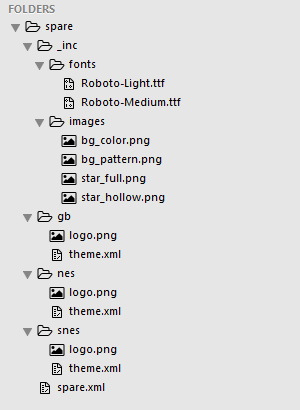 FOLDERS
spare
_inc
fonts
Roboto-Light.ttf
Roboto-Medium.ttf
images
bg_color.png
bg_pattern.png
star_full.png
star_hollow.png
gb
logo.png
theme.xml
nes
logo.png
theme.xml
snes
logo.png
theme.xml
spare.xml